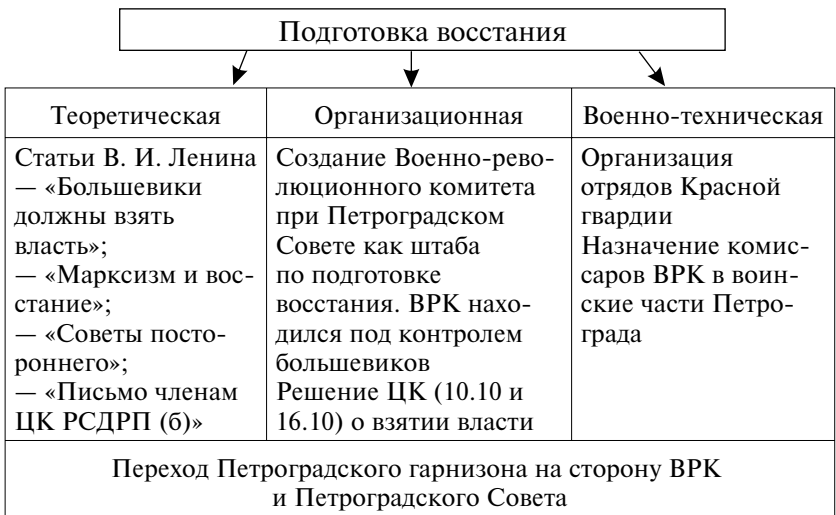 Подготовка восстания
Теоретическая
Организационная
Военно-техническая
Статьи В. И. Ленина
— «Большевики
должны взять
власть»;
— «Марксизм и вос-
стание»;
— «Советы посто-
роннего»;
— «Письмо членам
ЦК РСДРП (б)»
Создание Военно-рево-
люционного комитета
при Петроградском
Совете как штаба
по подготовке
восстания. ВРК нахо-
дился под контролем
большевиков
Решение ЦК (10.10 и
16.10) о взятии власти
Организация
отрядов Красной
гвардии
Назначение комис-
саров ВРК в воин-
ские части Петро-
града
Переход Петроградского гарнизона на сторону ВРК
и Петроградского Совета